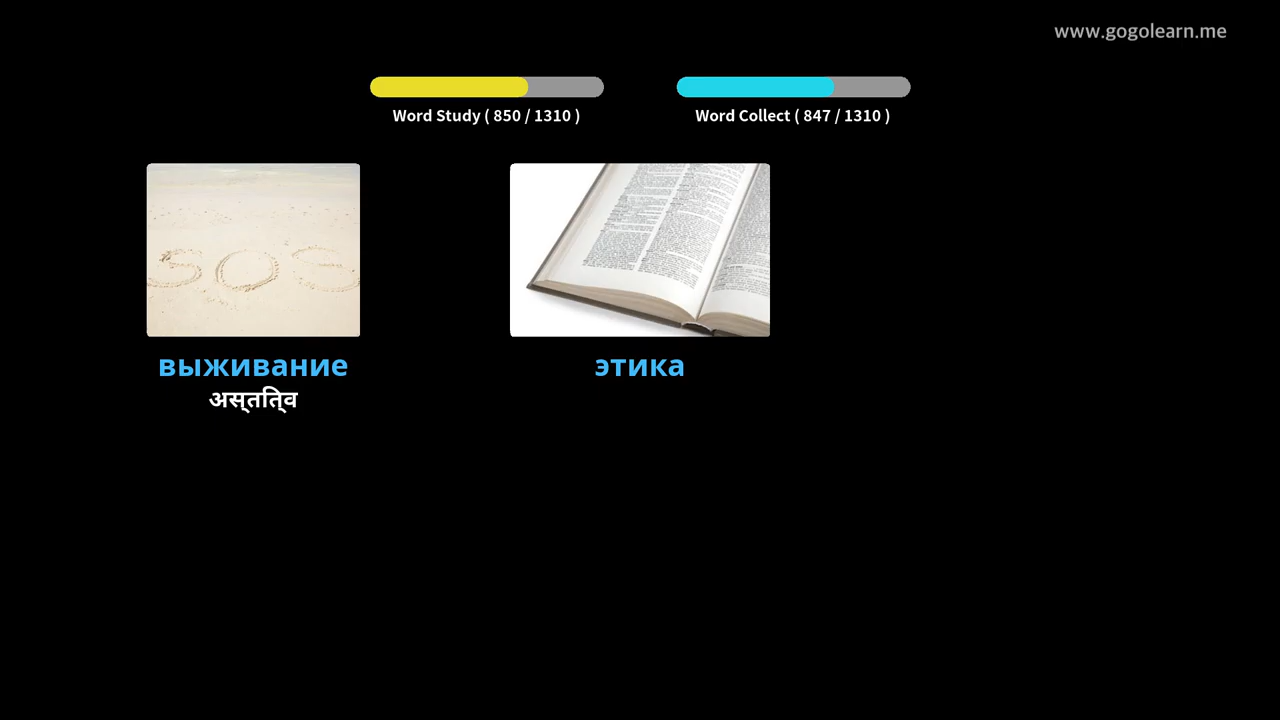 www.gogolearn.me
Word Study ( 850 / 1310 )
Word Collect ( 847 / 1310 )
SOS
выживание
अस्तित्वि
этика